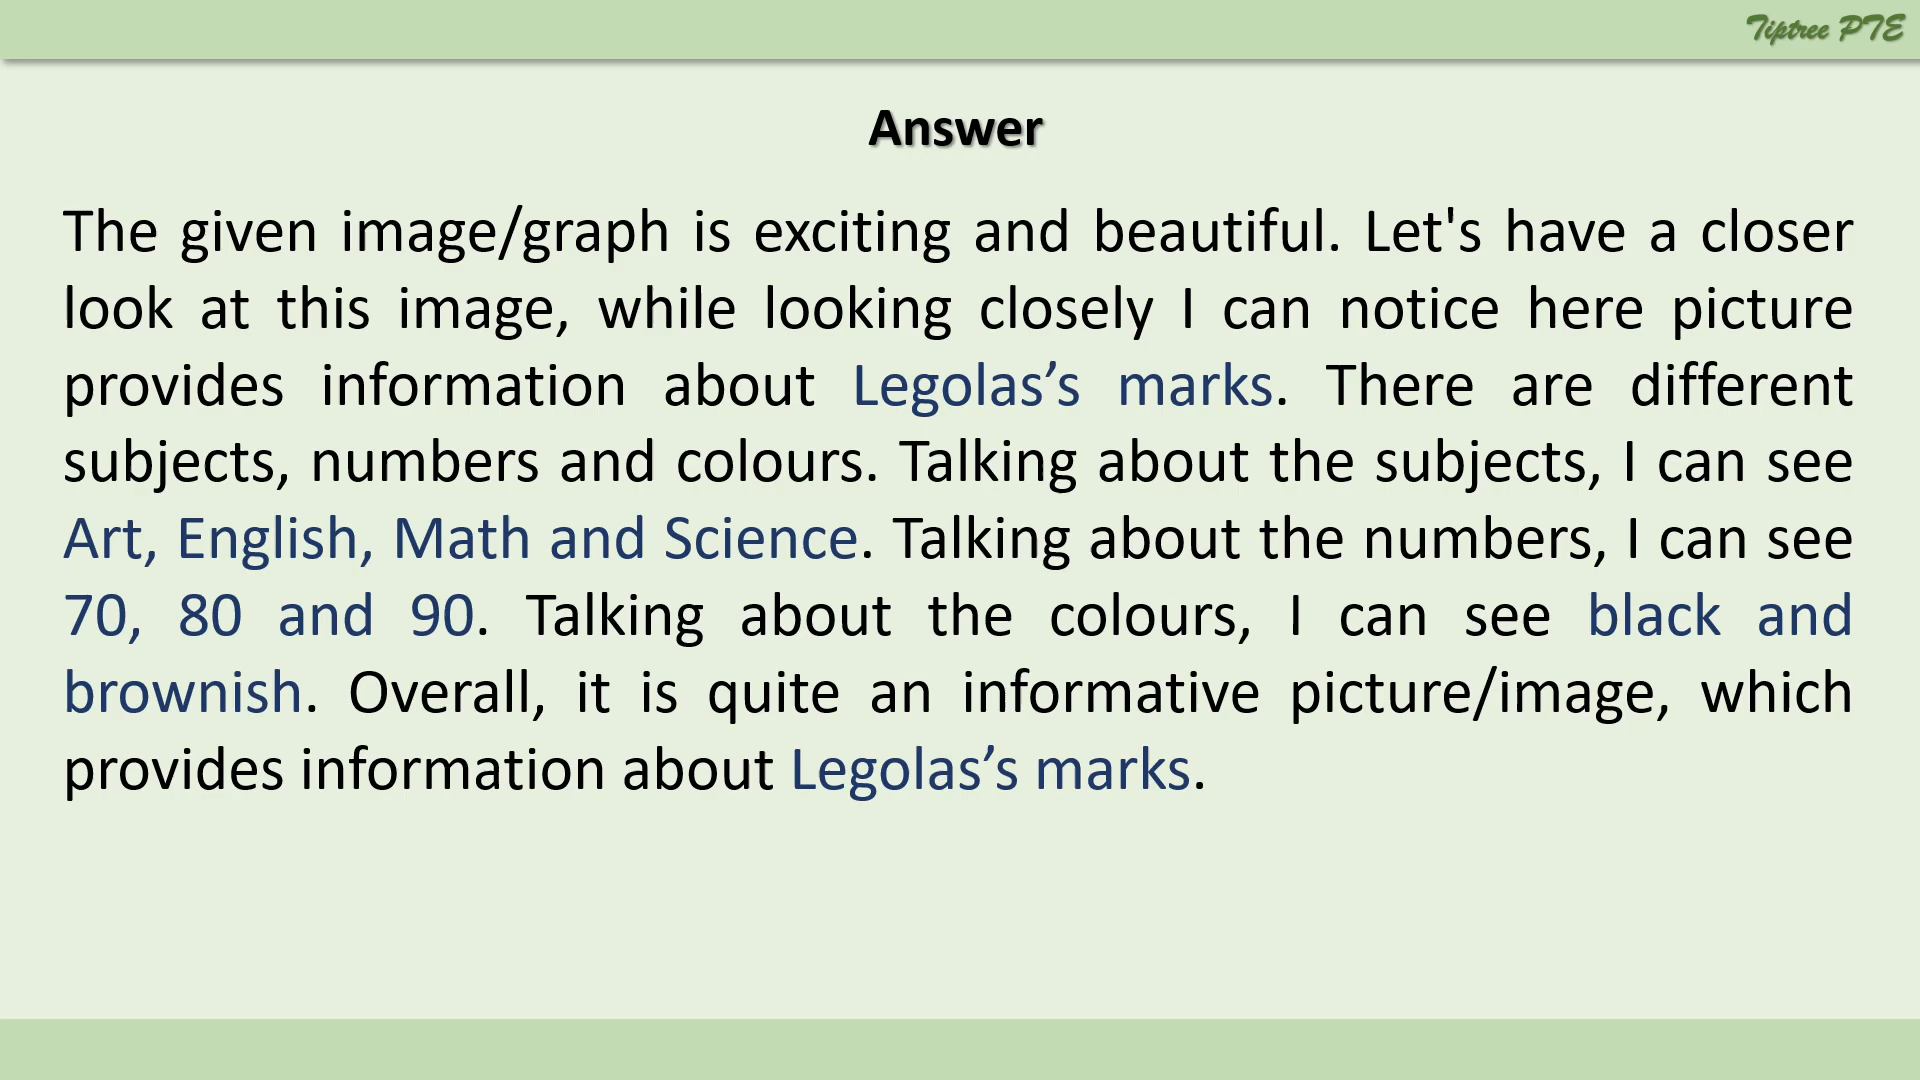 Tiptree PTE
Answer
The given image/graph is exciting and beautiful. Let's have a closer
look at this image, while looking closely I can notice here picture
provides information about Legolas’s marks. There are different
subjects, numbers and colours. Talking about the subjects, I can see
Art, English, Math and Science. Talking about the numbers, I can see
70, 80 and 90. Talking about the colours, I can see black and
brownish. Overall, it is quite an informative picture/image, which
provides information about Legolas’s marks.